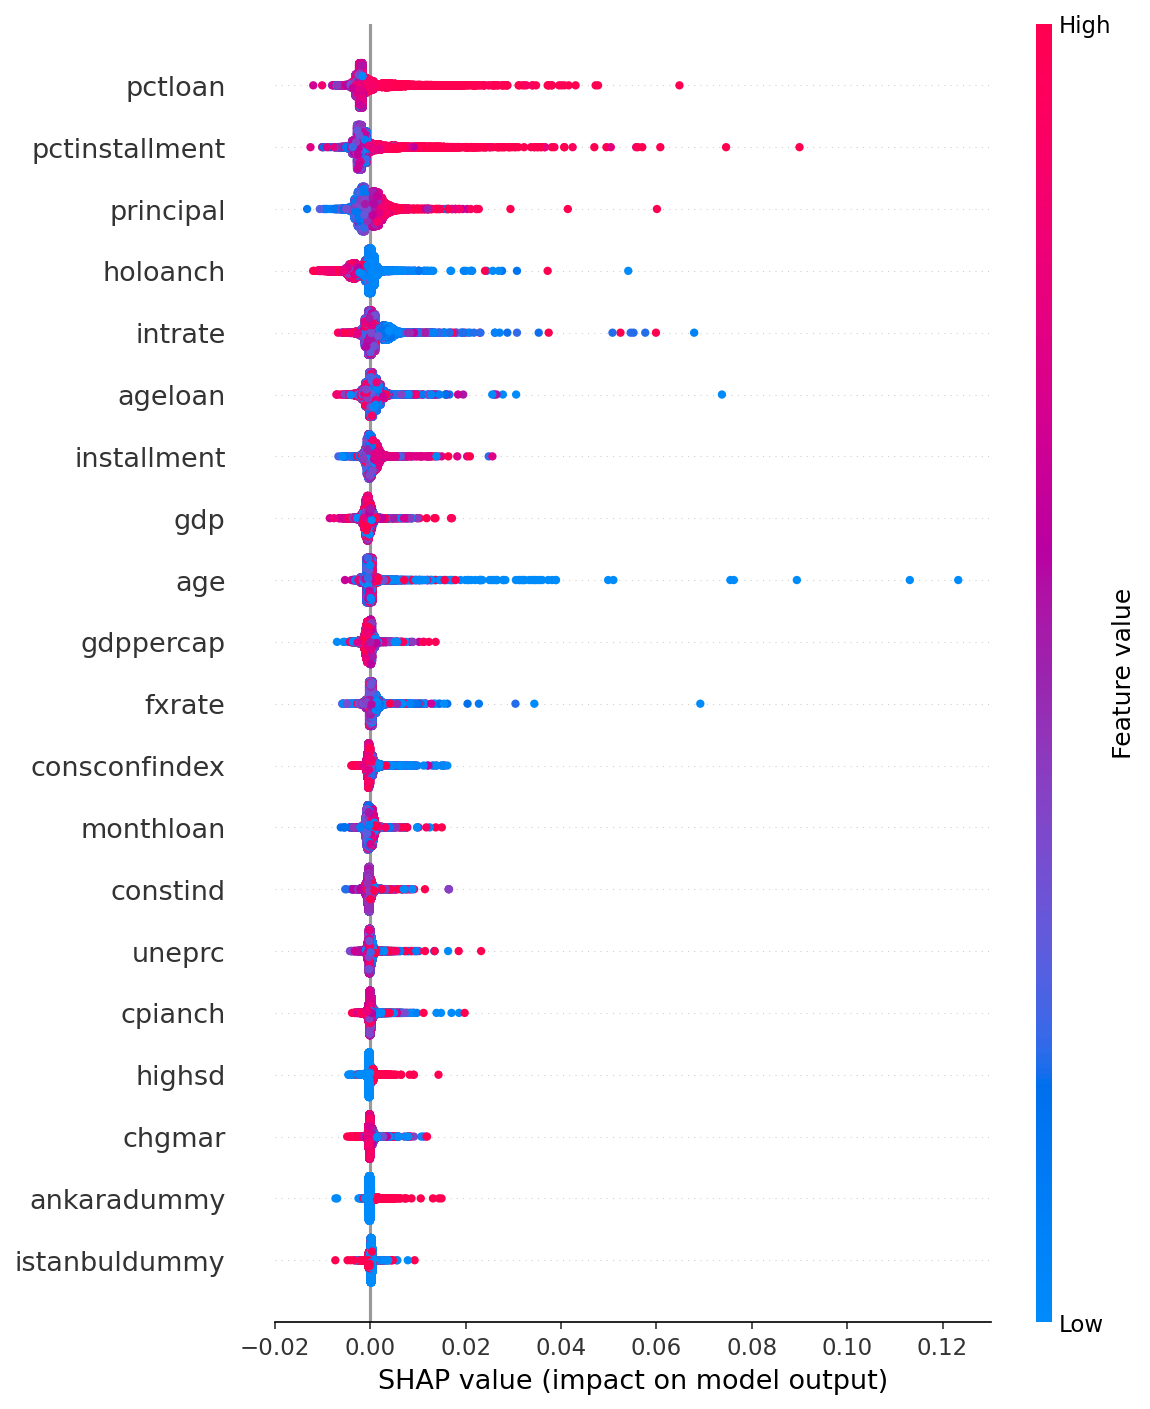 High
pctloan
pctinstallment
principal
holoanch
intrate
ageloan
installment
gdp
age
gdppercap
fxrate
consconfindex
monthloan
constind
uneprc
cpianch
highsd
chgmar
ankaradummy
istanbuldummy
Feature value
Low
−0.02 0.00 0.02 0.04 0.06 0.08 0.10 0.12
SHAP value (impact on model output)